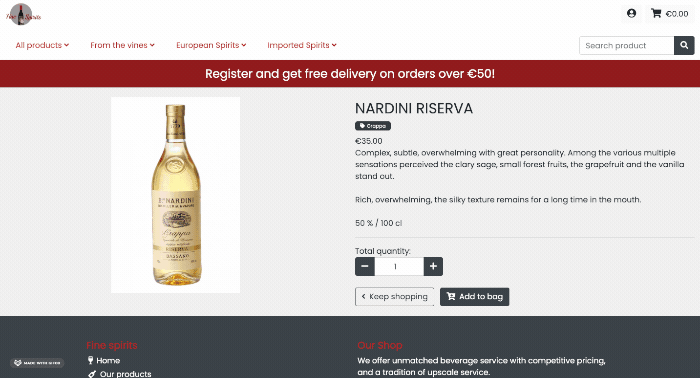 Fine Spirits
€0.00
All products
From the vines
European Spirits
Imported Spirits
Search product
Register and get free delivery on orders over €50!
NARDINI RISERVA
Grappa
€35.00
Complex, subtle, overwhelming with great personality. Among the various multiple
sensations perceived the clary sage, small forest fruits, the grapefruit and the vanilla
stand out.
Rich, overwhelming, the silky texture remains for a long time in the mouth.
50 % / 100 cl
Total quantity:
1
Keep shopping
Add to bag
NARDINI
Grappa
RISERVA
BASSANO
Fine spirits
Home
Our products
Our Shop
We offer unmatched beverage service with competitive pricing,
and a tradition of upscale service.